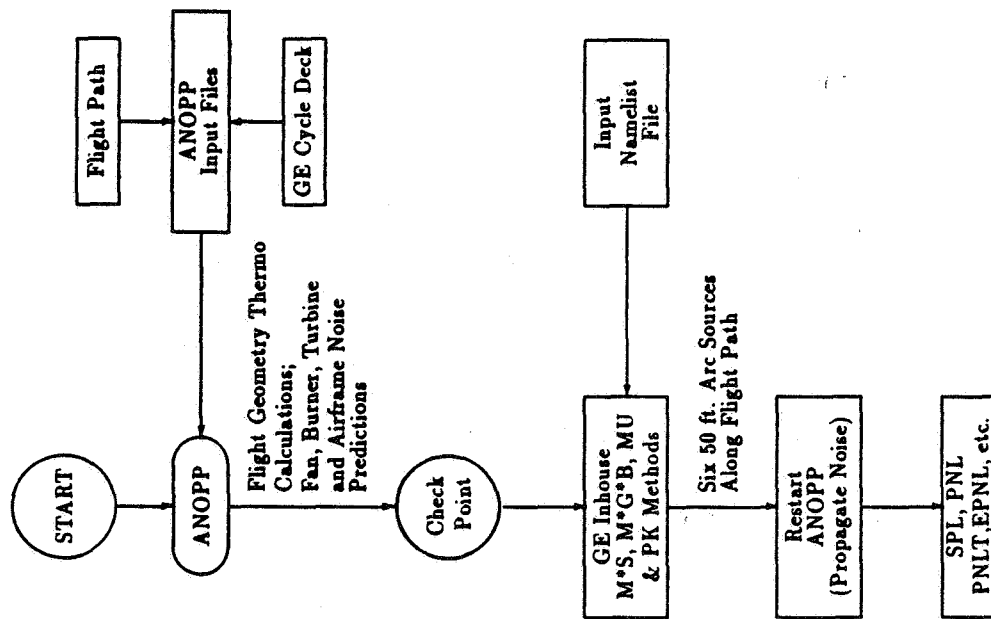 START
ANOPP
Flight Path
ANOPP
Input Files
GE Cycle Deck
Flight Geometry Thermo
Calculations;
Fan, Burner, Turbine
and Airframe Noise
Predictions
Check
Point
GE Inhouse
M*S, M*G*B, MU
& PK Methods
Input
Namelist
File
Six 50 ft. Arc Sources
Along Flight Path
Restart
ANOPP
(Propagate Noise)
SPL, PNL
PNLT,EPNL, etc.